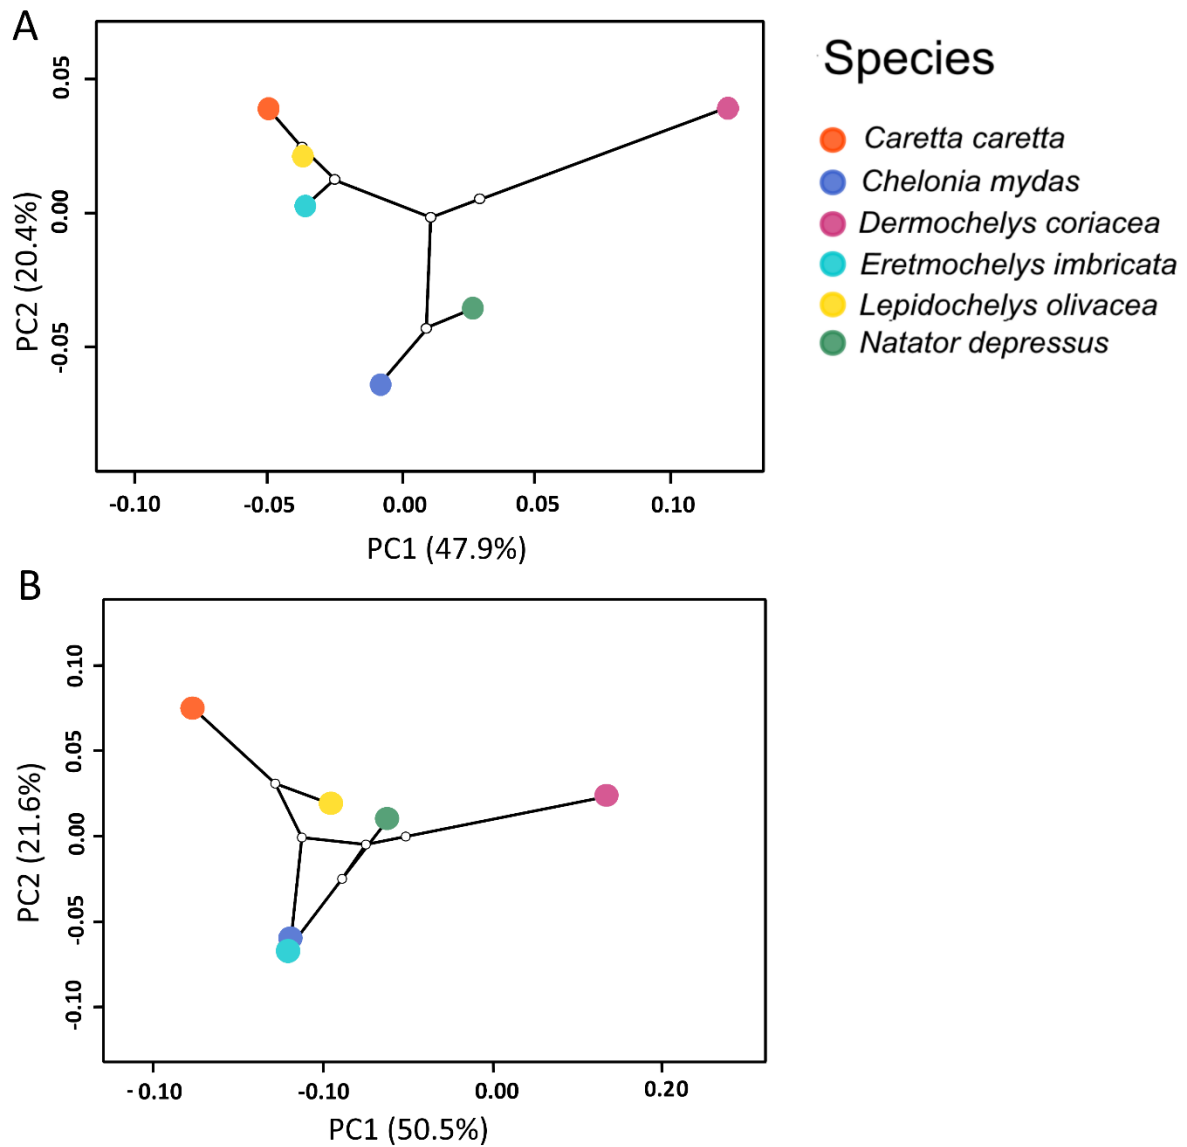 A
Species
Caretta caretta
Chelonia mydas
Dermochelys coriacea
Eretmochelys imbricata
Lepidochelys olivacea
Natator depressus
PC2 (20.4%)
0.05
0.00
-0.05
-0.10
-0.05
0.00
0.05
0.10
PC1 (47.9%)
B
PC2 (21.6%)
0.10
0.05
0.00
-0.05
-0.10
- 0.10
-0.10
0.00
0.20
PC1 (50.5%)